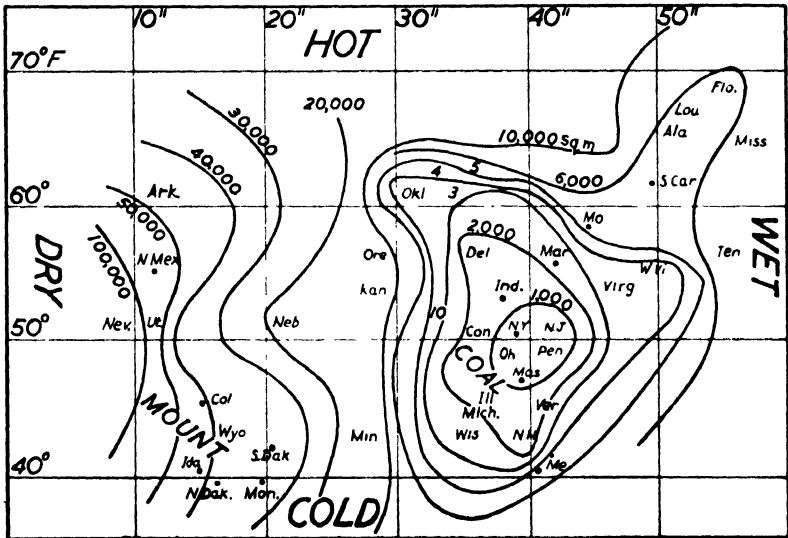 10" 20" 30" 40" 50"
HOT
70°F
Flo.
30,000 20,000 Lou
10,000 Sq m Ala
40,000 Miss
5
4 6,000 S Car
Ark. Okl 3
60°
50,000 Mo
2,000
DRY WET
100,000 N Mex Ore Del Mar Ten
W Vi
kan Ind. Virg
1,000
10
Nev. Ut Neb Con N Y N.J
50°
Oh Pen
COAL
Mas
Col Ill
MOUNT Mich. Ver
Wyo Min Wis N M
S.Dak Me
Ida
40°
N Dak. Mon.
COLD